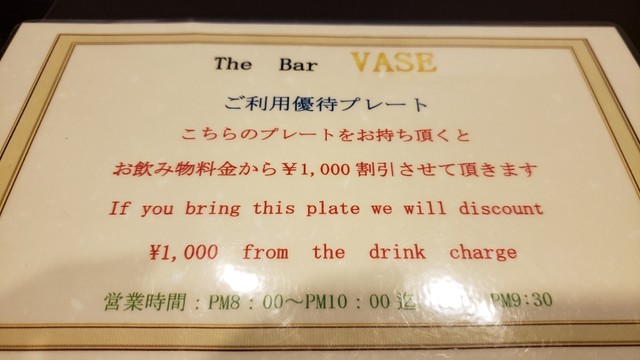 The Bar VASE
ご利用優待プレート
こちらのプレートをお持ち頂くと
お飲み物料金から￥1,000割引させて頂きます
If you bring this plate we will discount
¥1,000 from the drink charge
営業時間：PM8：00～PM10：00迄 PM9:30